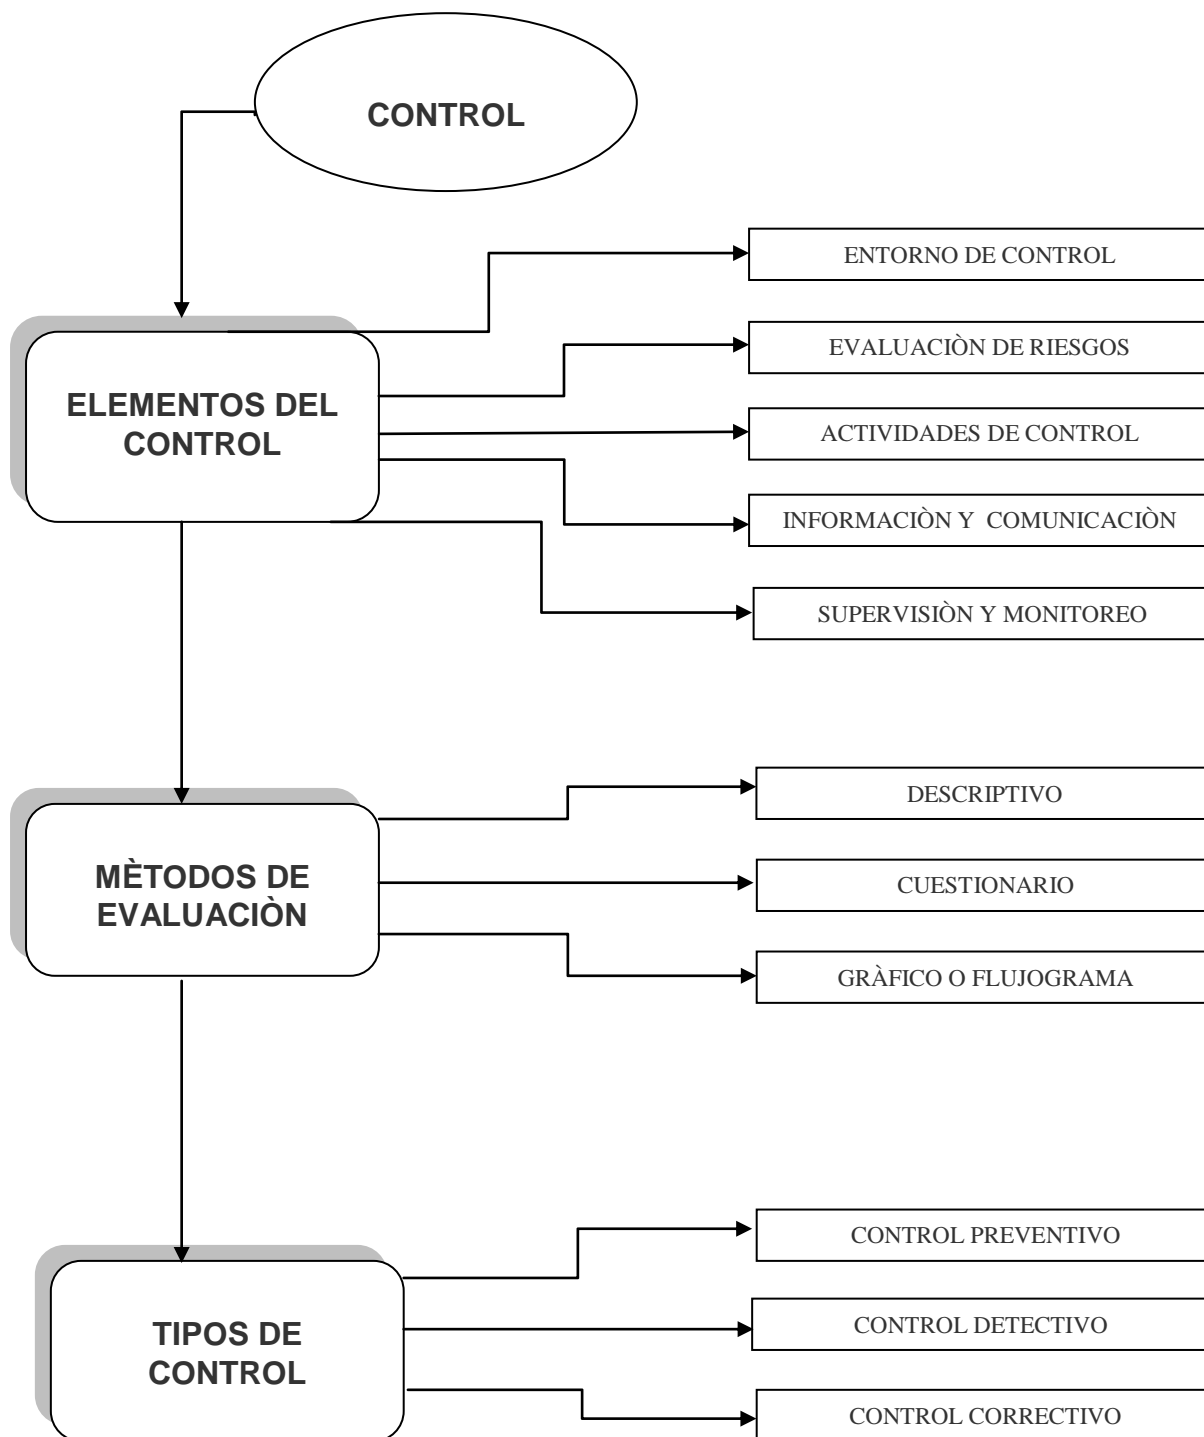 CONTROL
ELEMENTOS DEL
CONTROL
ENTORNO DE CONTROL
EVALUACIÒN DE RIESGOS
ACTIVIDADES DE CONTROL
INFORMACIÒN Y  COMUNICACIÒN
SUPERVISIÒN Y MONITOREO
MÈTODOS DE
EVALUACIÒN
DESCRIPTIVO
CUESTIONARIO
GRÀFICO O FLUJOGRAMA
TIPOS DE
CONTROL
CONTROL PREVENTIVO
CONTROL DETECTIVO
CONTROL CORRECTIVO